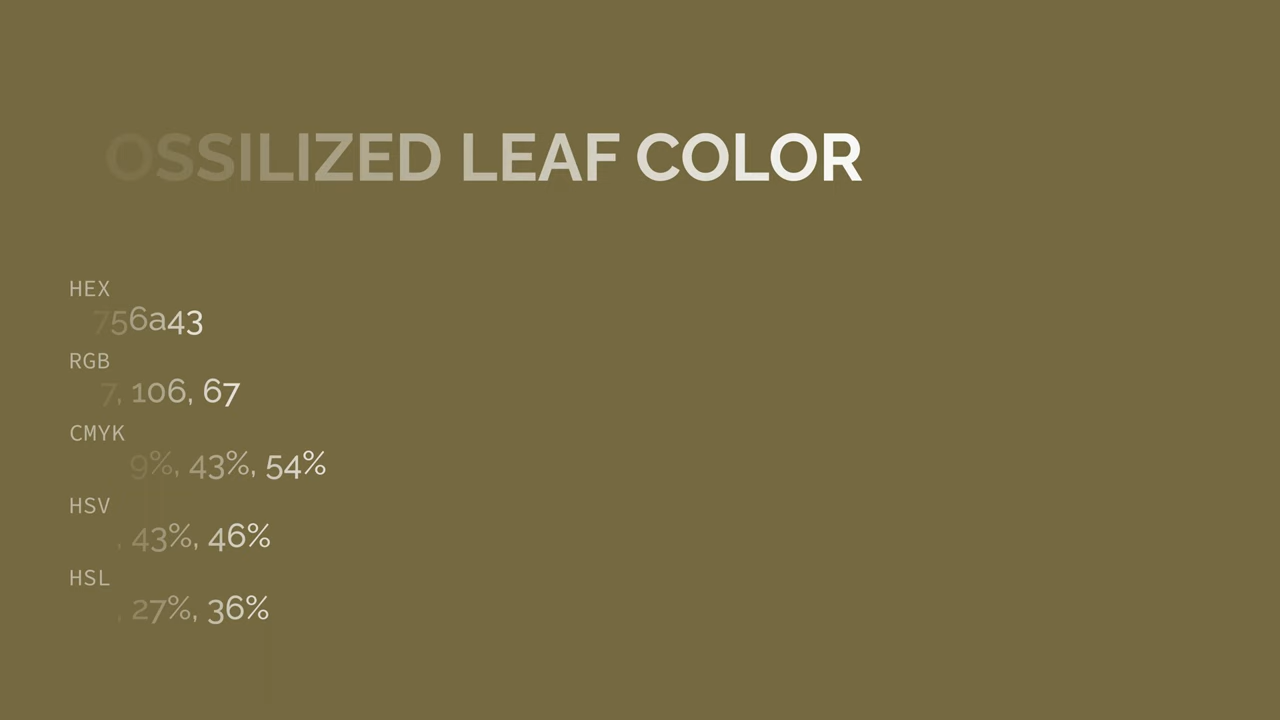 OSSILIZED LEAF COLOR
HEX
756a43
RGB
7, 106, 67
CMYK
9%, 43%, 54%
HSV
, 43%, 46%
HSL
, 27%, 36%